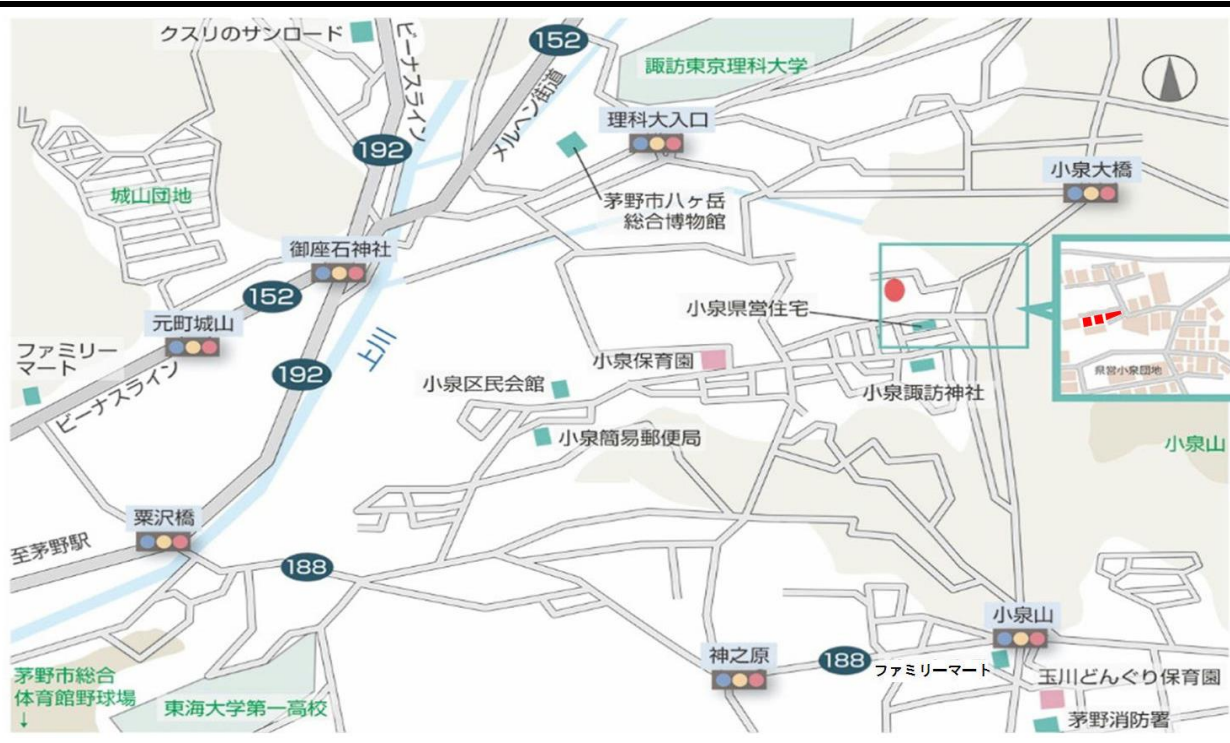 クスリのサンロード
ビーナスライン
152
メルヘン街道
諏訪東京理科大学
理科大入口
192
小泉大橋
城山団地
茅野市八ヶ岳
総合博物館
御座石神社
152
元町城山
小泉県営住宅
上川
ファミリー
マート
ビーナスライン
192
小泉保育園
小泉区民会館
小泉諏訪神社
県営小泉団地
小泉簡易郵便局
小泉山
粟沢橋
至茅野駅
188
小泉山
神之原
188
ファミリーマート
玉川どんぐり保育園
茅野消防署
茅野市総合
体育館野球場
↓
東海大学第一高校